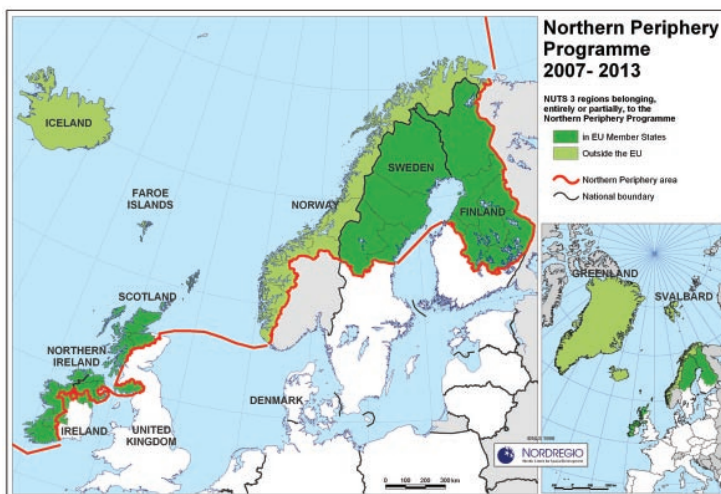 Northern Periphery
Programme
2007- 2013
NUTS 3 regions belonging,
entirely or partially, to the
Northern Periphery Programme
in EU Member States
Outside the EU
Northern Periphery area
National boundary
ICELAND
FAROE
ISLANDS
NORWAY
SWEDEN
FINLAND
SCOTLAND
NORTHERN
IRELAND
IRELAND
UNITED
KINGDOM
DENMARK
NORDREGIO
0 100 200 300 km
GREENLAND
SVALBARD